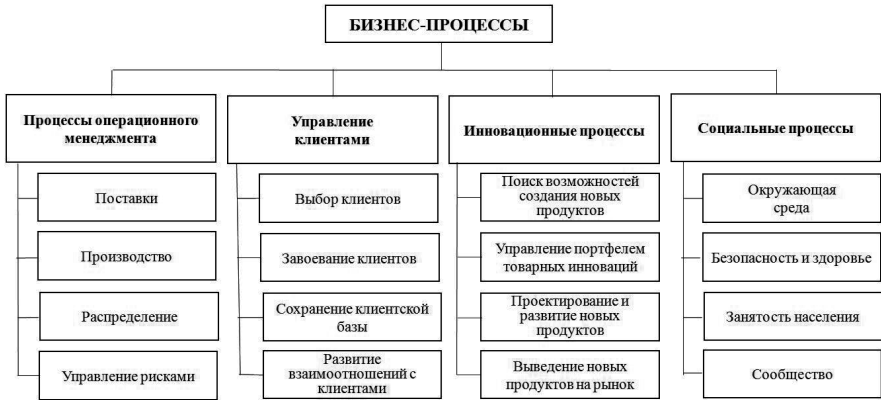 БИЗНЕС-ПРОЦЕССЫ
Процессы операционного
менеджмента
Поставки
Производство
Распределение
Управление рисками
Управление
клиентами
Выбор клиентов
Завоевание клиентов
Сохранение клиентской
базы
Развитие
взаимоотношений с
клиентами
Инновационные процессы
Поиск возможностей
создания новых
продуктов
Управление портфелем
товарных инноваций
Проектирование и
развитие новых
продуктов
Выведение новых
продуктов на рынок
Социальные процессы
Окружающая
среда
Безопасность и здоровье
Занятость населения
Сообщество